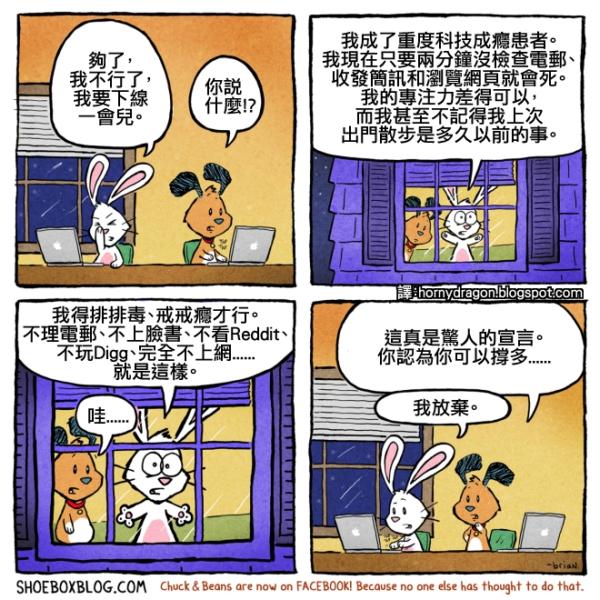 夠了，
我不行了，
我要下線
一會兒。
你說
什麼!?
TAP
TAP
我成了重度科技成癮患者。
我現在只要兩分鐘沒檢查電郵、
收發簡訊和瀏覽網頁就會死。
我的專注力差得可以，
而我甚至不記得我上次
出門散步是多久以前的事。
譯:hornydragon.blogspot.com
我得排排毒、戒戒癮才行。
不理電郵、不上臉書、不看Reddit、
不玩Digg、完全不上網......
就是這樣。
哇......
這真是驚人的宣言。
你認為你可以撐多......
我放棄。
-brian
SHOEBOXBLOG.COM Chuck & Beans are now on FACEBOOK! Because no one else has thought to do that.